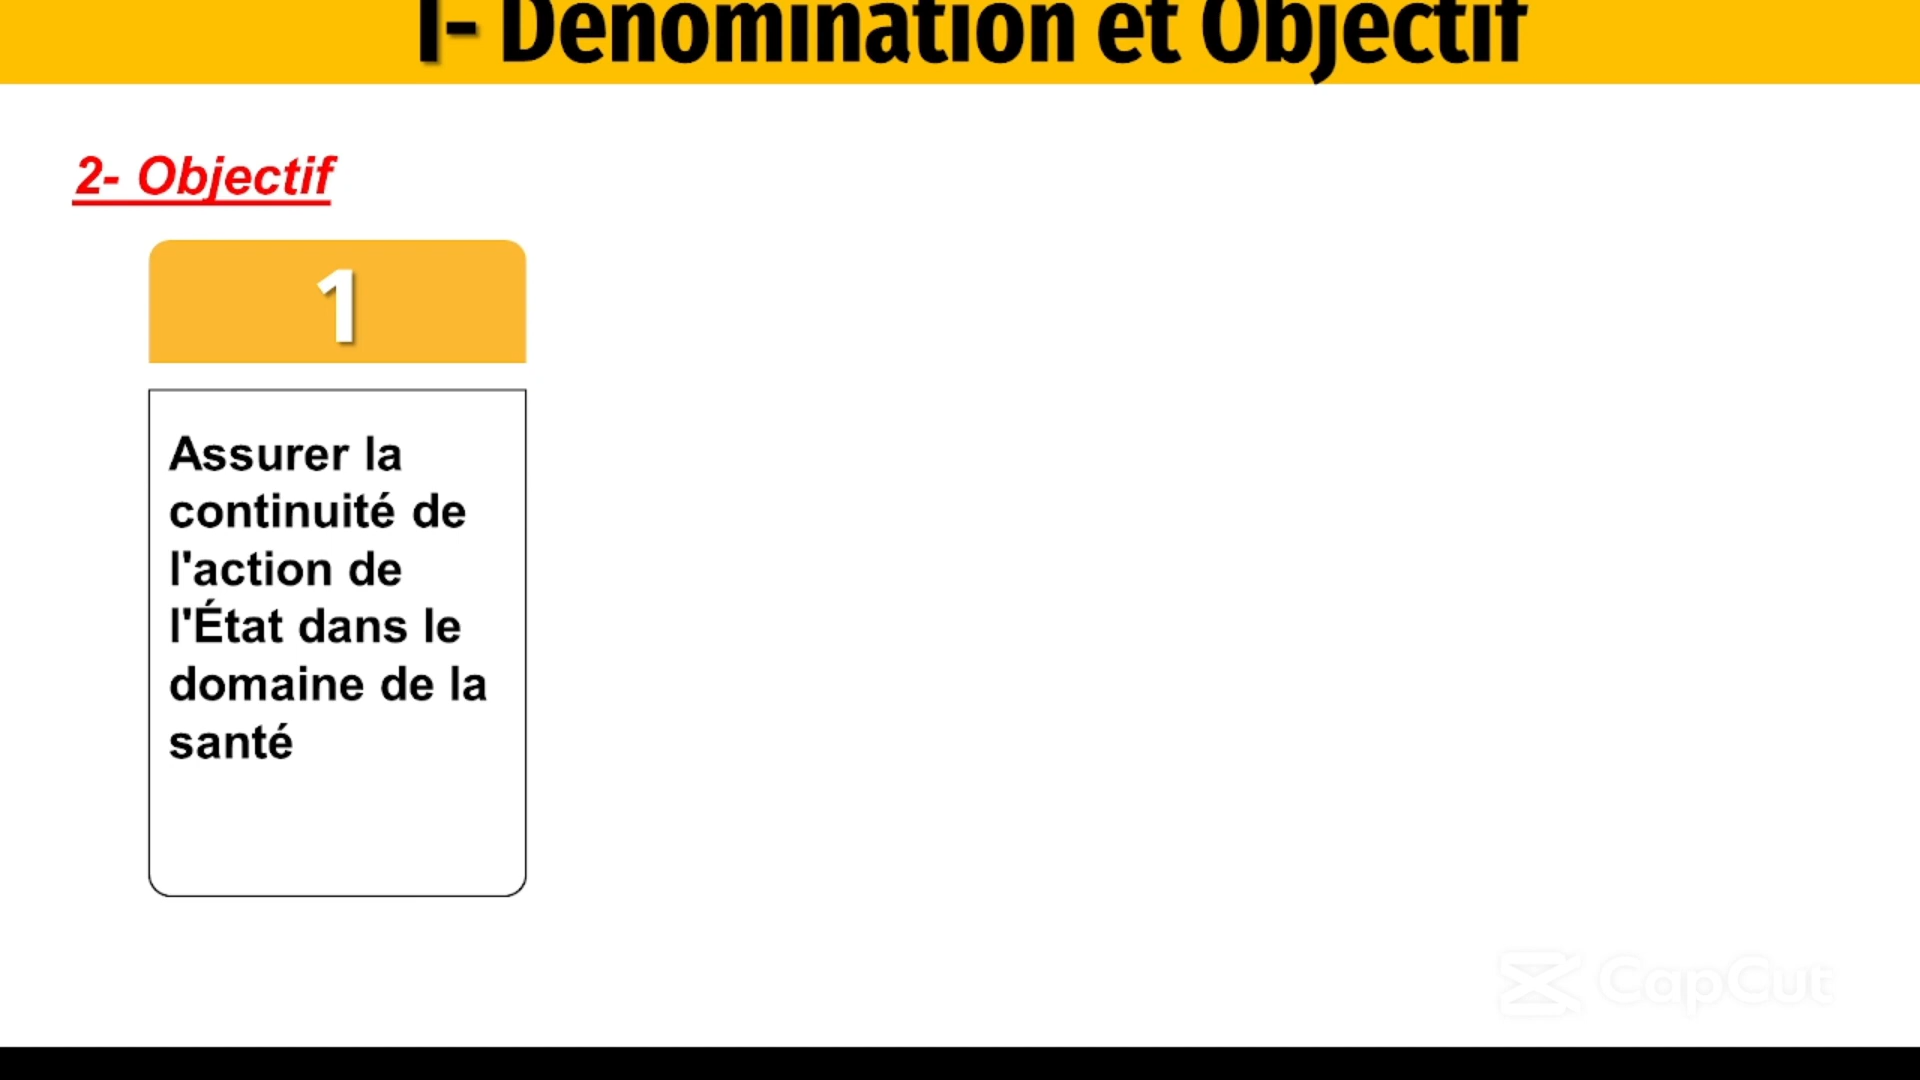 I- Dénomination et Objectif
2- Objectif
1
Assurer la
continuité de
l'action de
l'État dans le
domaine de la
santé
CapCut